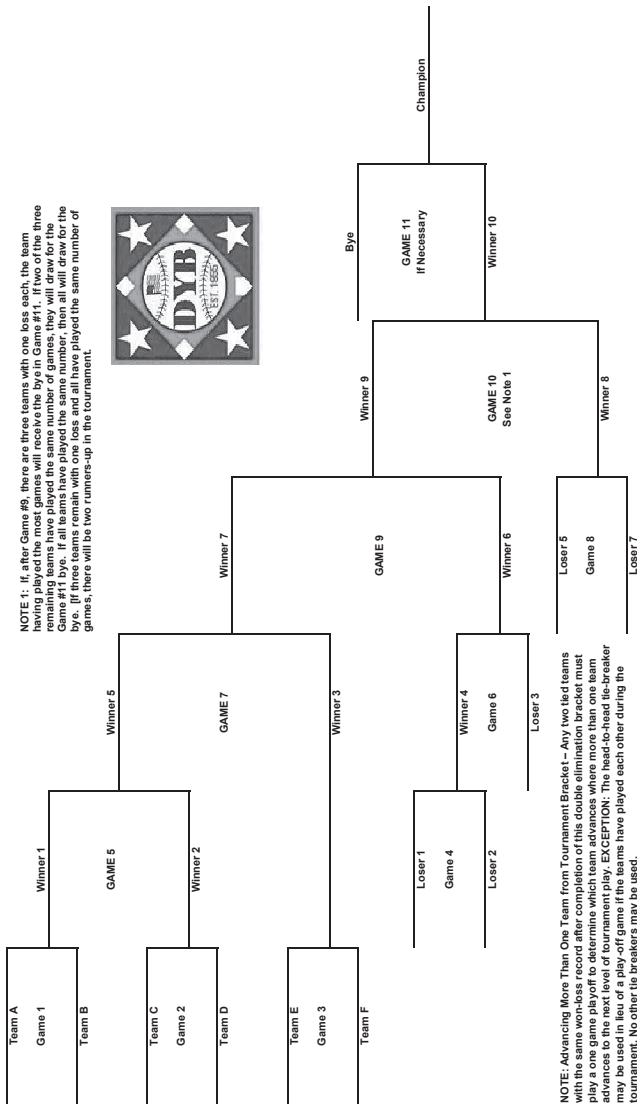 NOTE 1: If, after Game #9, there are three teams with one loss each, the team
having played the most games will receive the bye in Game #11. If two of the three
remaining teams have played the same number of games, they will draw for the
Game #11 bye. If all teams have played the same number, then all will draw for the
bye. [If three teams remain with one loss and all have played the same number of
games, there will be two runners-up in the tournament.
DYB
EST. 1955
Team A
Game 1
Team B
Team C
Game 2
Team D
Team E
Game 3
Team F
Winner 1
GAME 5
Winner 2
Loser 1
Game 4
Loser 2
Winner 5
GAME 7
Winner 3
Winner 4
Game 6
Loser 3
Winner 7
GAME 9
Winner 6
Loser 5
Game 8
Loser 7
Winner 9
GAME 10
See Note 1
Winner 8
Bye
GAME 11
If Necessary
Winner 10
Champion
NOTE: Advancing More Than One Team from Tournament Bracket – Any two tied teams
with the same won-loss record after completion of this double elimination bracket must
play a one game playoff to determine which team advances where more than one team
advances to the next level of tournament play. EXCEPTION: The head-to-head tie-breaker
may be used in lieu of a play-off game if the teams have played each other during the
tournament. No other tie breakers may be used.